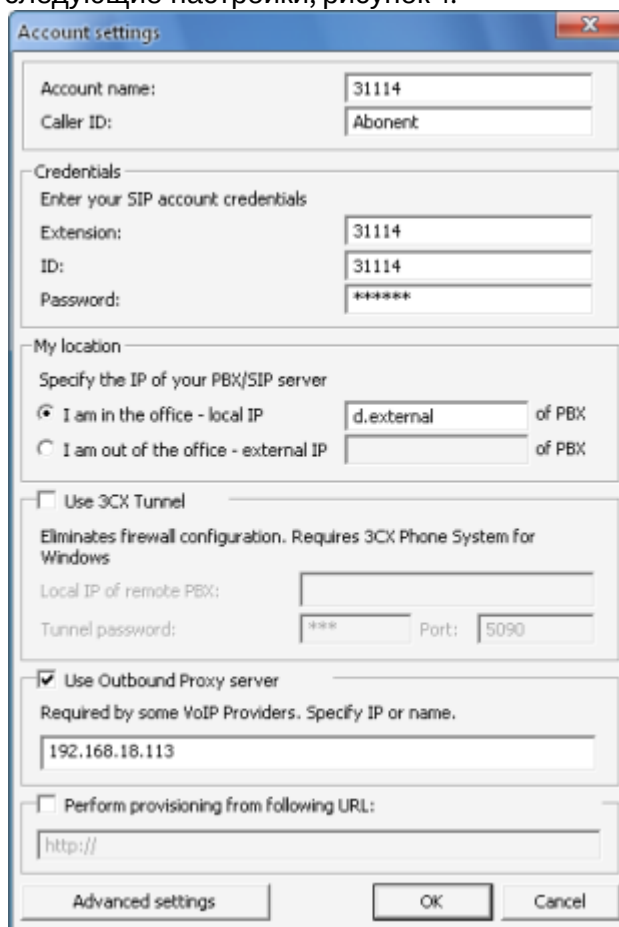 следующие настройки, рисунок 4.
Account settings
Account name: 31114
Caller ID: Abonent
Credentials
Enter your SIP account credentials
Extension: 31114
ID: 31114
Password: ******
My location
Specify the IP of your PBX/SIP server
I am in the office - local IP d.external of PBX
I am out of the office - external IP of PBX
Use 3CX Tunnel
Eliminates firewall configuration. Requires 3CX Phone System for
Windows
Local IP of remote PBX:
Tunnel password: *** Port: 5090
Use Outbound Proxy server
Required by some VoIP Providers. Specify IP or name.
192.168.18.113
Perform provisioning from following URL:
http://
Advanced settings OK Cancel